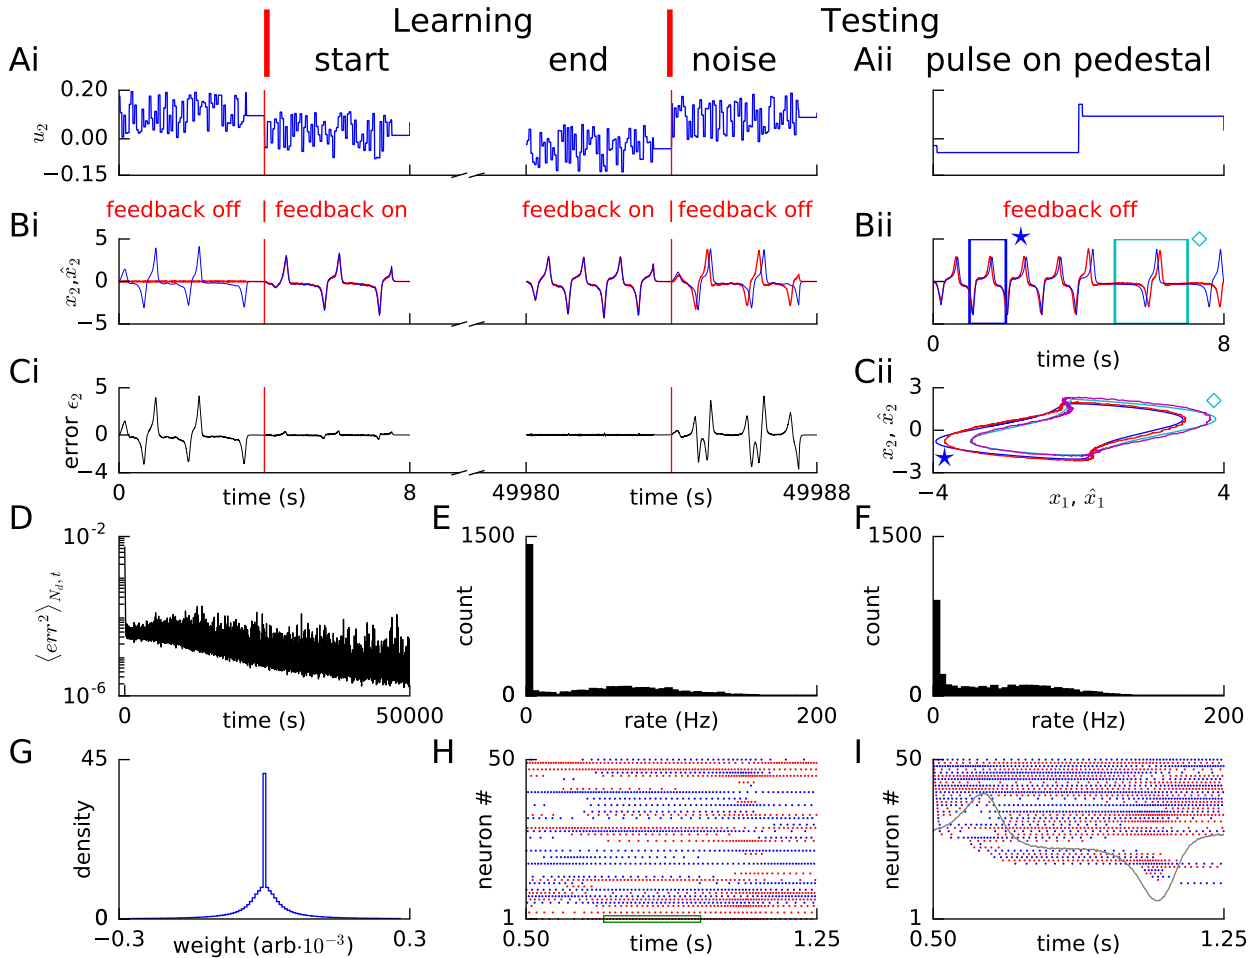 Learning Testing
Ai start end noise Aii pulse on pedestal
0.20
0.00
−0.15
u₂
feedback off | feedback on feedback on | feedback off feedback off
Bi Bii
5
0
−5
x₂,x̂₂
0 8
time (s)
Ci Cii
5
0
−4
error ϵ₂
0 time (s) 8 49980 time (s) 49988
3
0
−3
x₂, x̂₂
−4 x₁, x̂₁ 4
D E F
10⁻²
10⁻⁶
⟨err²⟩_{N_d,t}
0 time (s) 50000
1500
0
count
0 rate (Hz) 200
1500
0
count
0 rate (Hz) 200
G H I
45
0
density
−0.3 weight (arb·10⁻³) 0.3
50
1
neuron #
0.50 time (s) 1.25
50
1
neuron #
0.50 time (s) 1.25